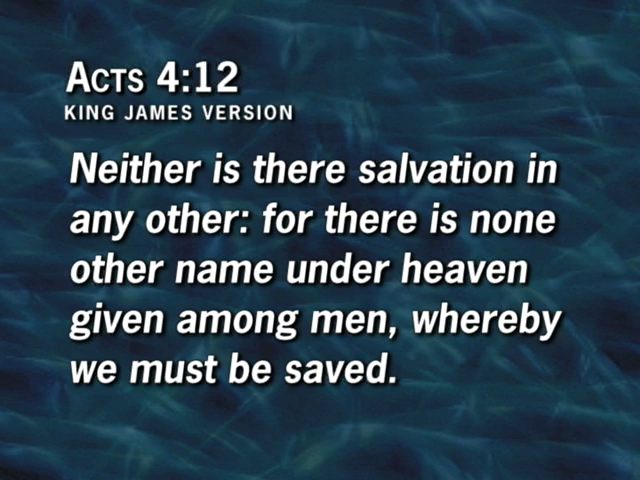 Acts 4:12
KING JAMES VERSION
Neither is there salvation in
any other: for there is none
other name under heaven
given among men, whereby
we must be saved.